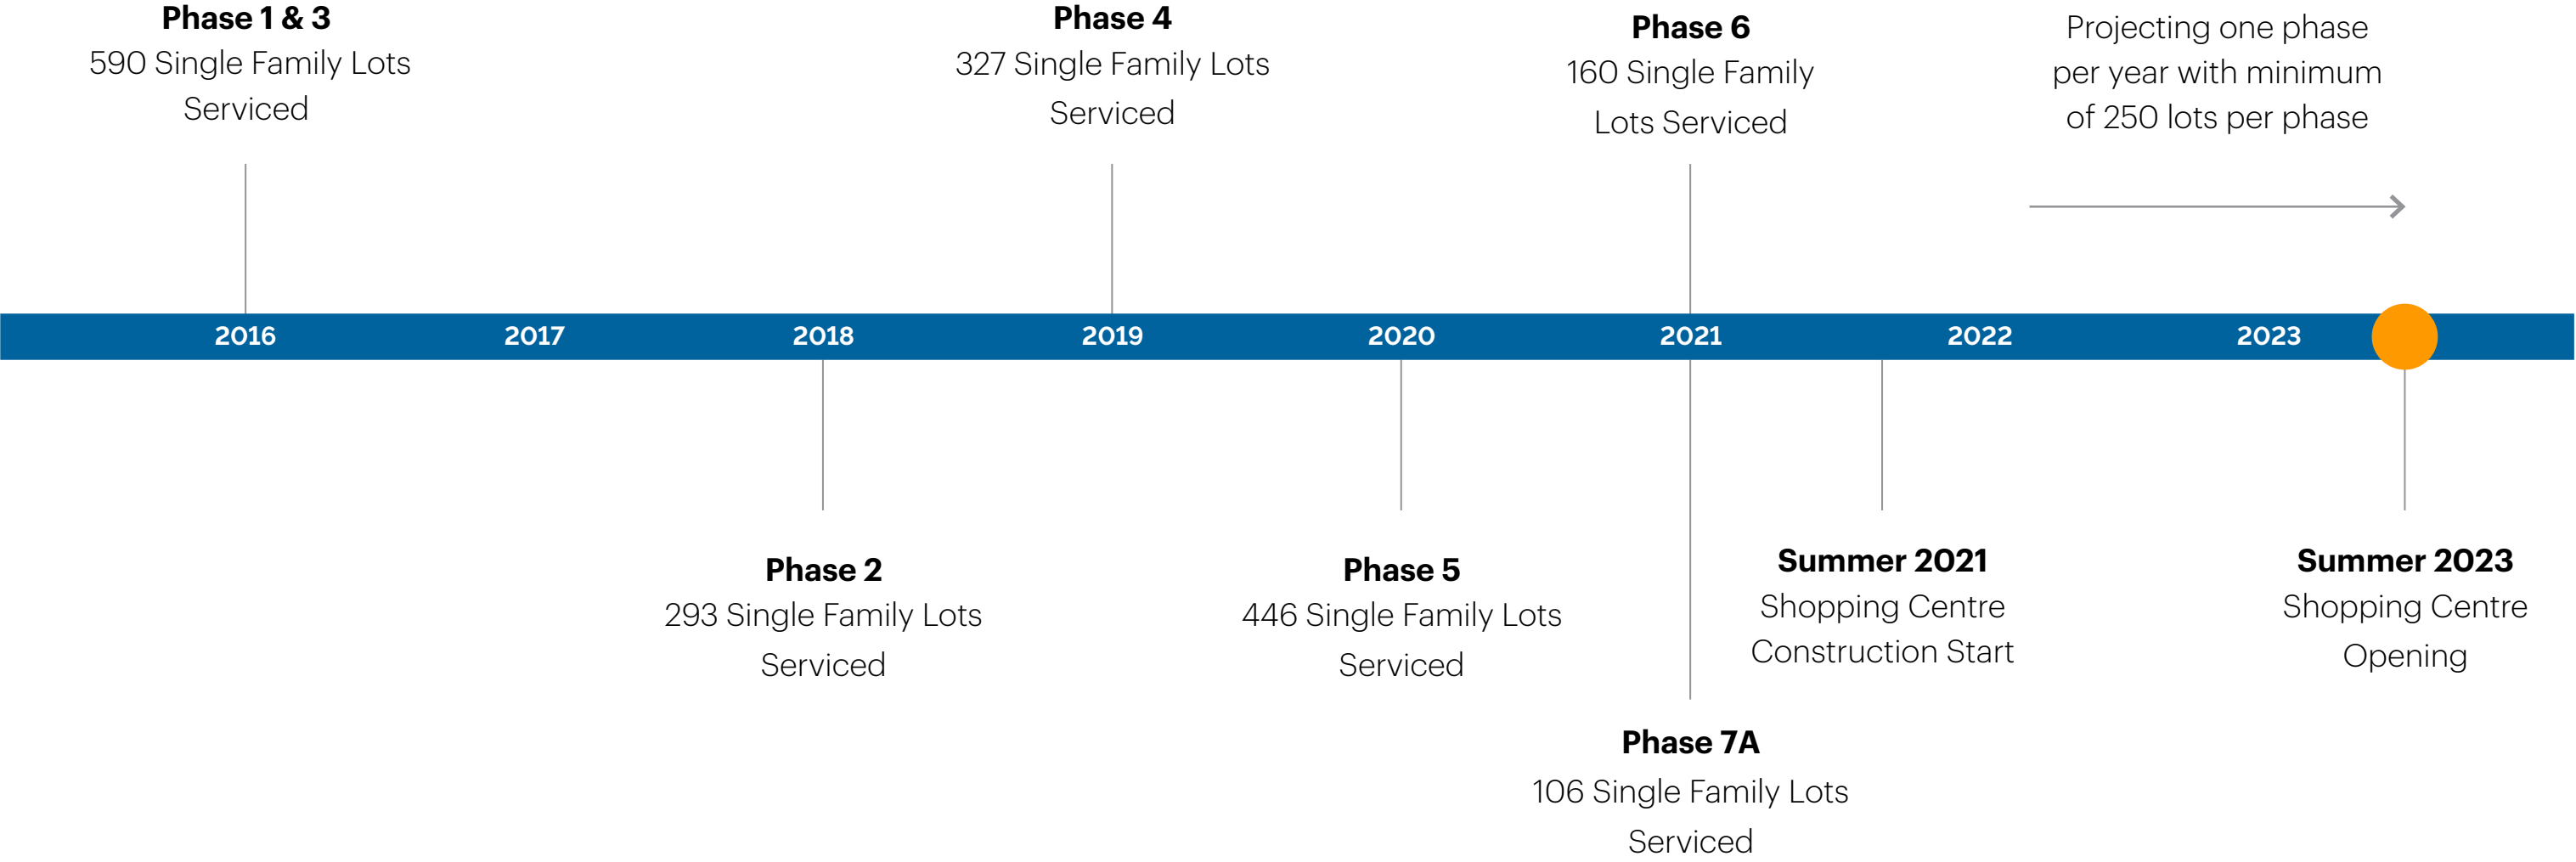 Phase 1 & 3
590 Single Family Lots
Serviced
Phase 4
327 Single Family Lots
Serviced
Phase 6
160 Single Family
Lots Serviced
Projecting one phase
per year with minimum
of 250 lots per phase
2016 2017 2018 2019 2020 2021 2022 2023
Phase 2
293 Single Family Lots
Serviced
Phase 5
446 Single Family Lots
Serviced
Phase 7A
106 Single Family Lots
Serviced
Summer 2021
Shopping Centre
Construction Start
Summer 2023
Shopping Centre
Opening